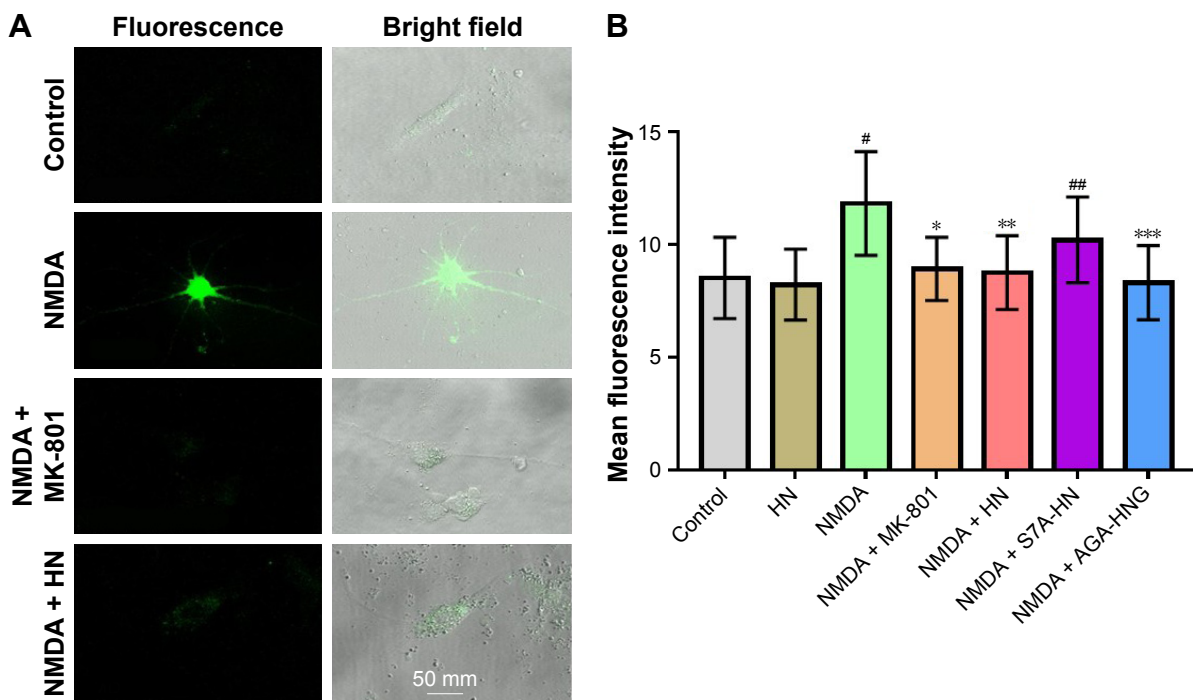 A
Fluorescence
Bright field
Control
NMDA
NMDA +
MK-801
NMDA + HN
50 mm
B
Mean fluorescence intensity
15
10
5
0
#
*
**
##
***
Control
HN
NMDA
NMDA + MK-801
NMDA + HN
NMDA + S7A-HN
NMDA + AGA-HNG